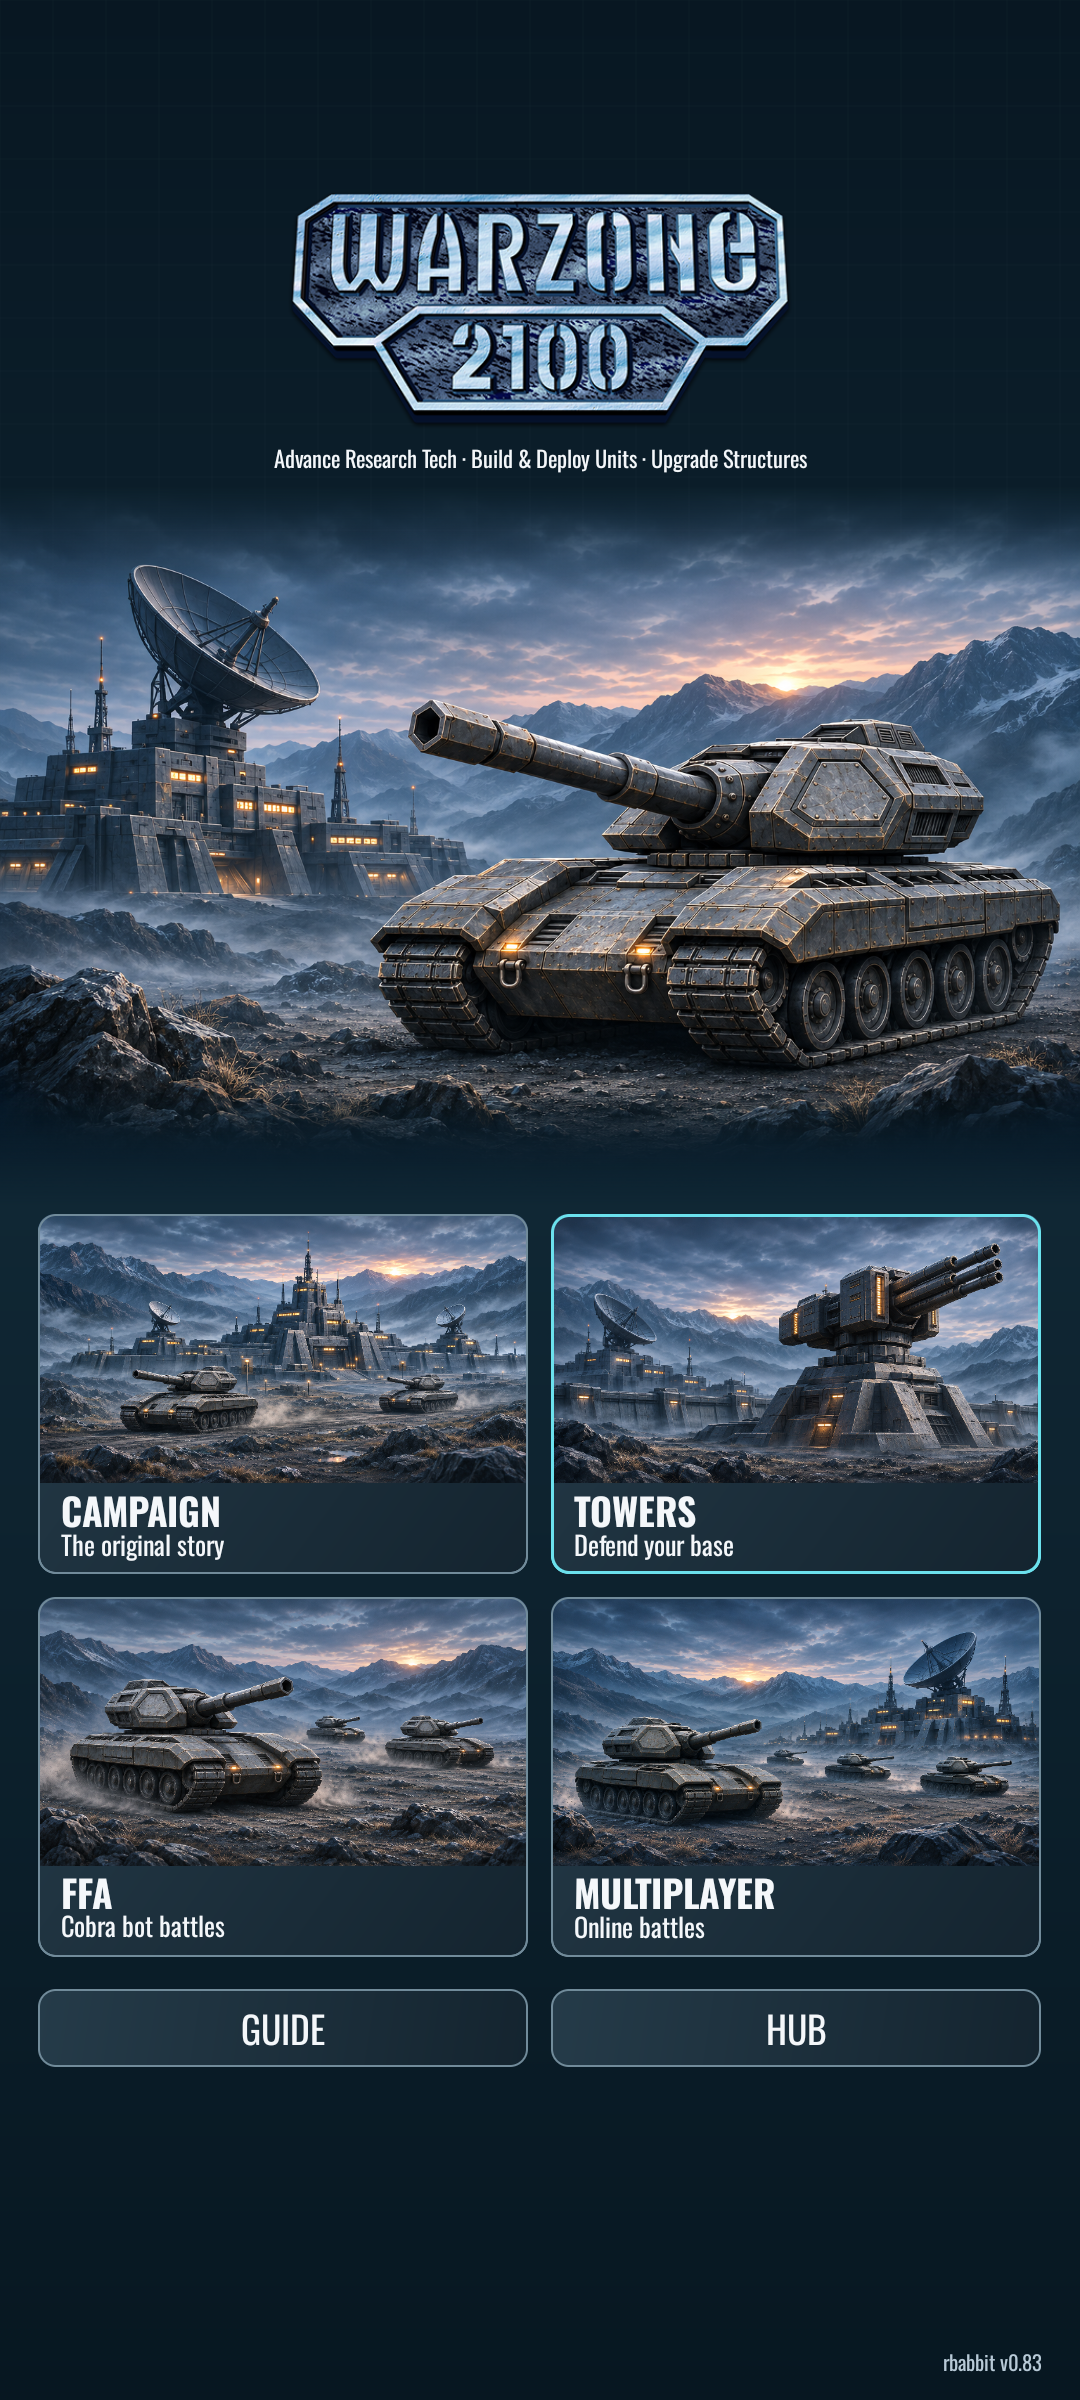 WARZONE
2100
Advance Research Tech · Build & Deploy Units · Upgrade Structures
CAMPAIGN
The original story
TOWERS
Defend your base
FFA
Cobra bot battles
MULTIPLAYER
Online battles
GUIDE
HUB
rbabbit v0.83